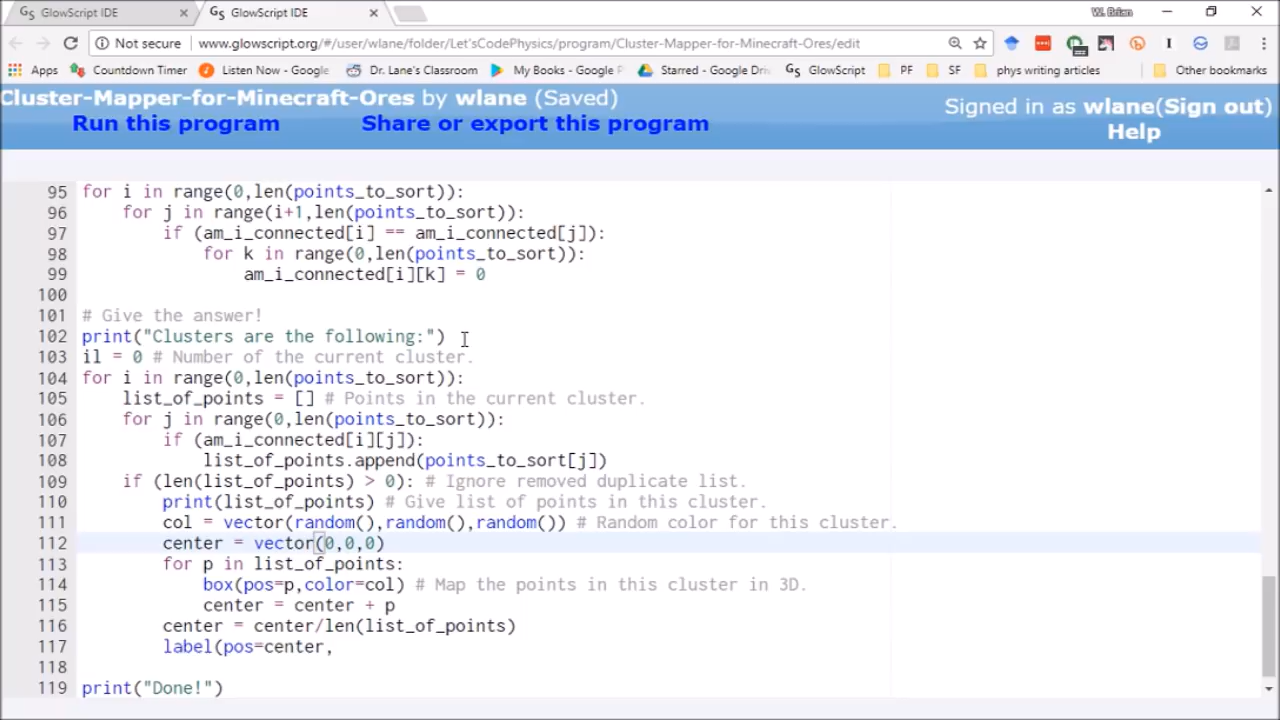 GlowScript IDE
GlowScript IDE
W. Brian
Not secure www.glowscript.org/#/user/wlane/folder/Let'sCodePhysics/program/Cluster-Mapper-for-Minecraft-Ores/edit
Apps Countdown Timer Listen Now - Google Dr. Lane's Classroom My Books - Google P Starred - Google Driv GlowScript PF SF phys writing articles Other bookmarks
Cluster-Mapper-for-Minecraft-Ores by wlane (Saved)
Signed in as wlane(Sign out)
Run this program Share or export this program
Help
95 for i in range(0,len(points_to_sort)):
96     for j in range(i+1,len(points_to_sort)):
97         if (am_i_connected[i] == am_i_connected[j]):
98             for k in range(0,len(points_to_sort)):
99                 am_i_connected[i][k] = 0
100
101 # Give the answer!
102 print("Clusters are the following:")
103 il = 0 # Number of the current cluster.
104 for i in range(0,len(points_to_sort)):
105     list_of_points = [] # Points in the current cluster.
106     for j in range(0,len(points_to_sort)):
107         if (am_i_connected[i][j]):
108             list_of_points.append(points_to_sort[j])
109     if (len(list_of_points) > 0): # Ignore removed duplicate list.
110         print(list_of_points) # Give list of points in this cluster.
111         col = vector(random(),random(),random()) # Random color for this cluster.
112         center = vector(0,0,0)
113         for p in list_of_points:
114             box(pos=p,color=col) # Map the points in this cluster in 3D.
115             center = center + p
116         center = center/len(list_of_points)
117         label(pos=center,
118
119 print("Done!")